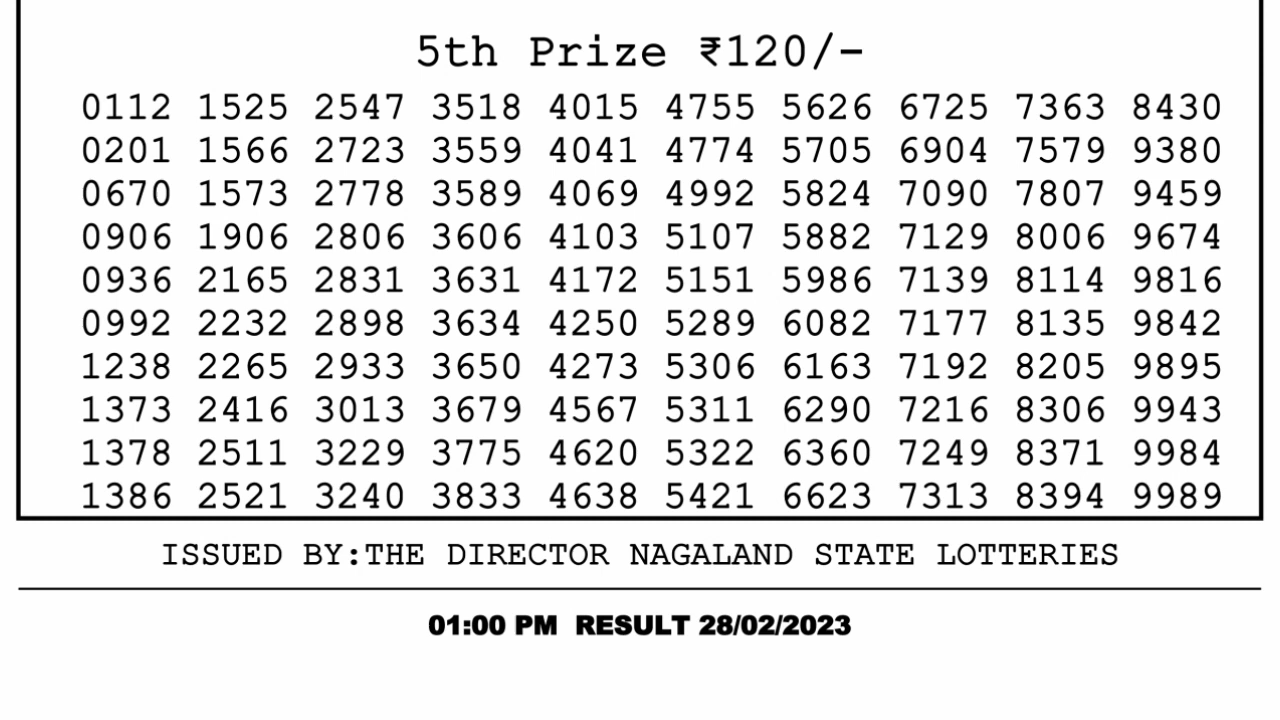 5th Prize ₹120/-
0112 1525 2547 3518 4015 4755 5626 6725 7363 8430
0201 1566 2723 3559 4041 4774 5705 6904 7579 9380
0670 1573 2778 3589 4069 4992 5824 7090 7807 9459
0906 1906 2806 3606 4103 5107 5882 7129 8006 9674
0936 2165 2831 3631 4172 5151 5986 7139 8114 9816
0992 2232 2898 3634 4250 5289 6082 7177 8135 9842
1238 2265 2933 3650 4273 5306 6163 7192 8205 9895
1373 2416 3013 3679 4567 5311 6290 7216 8306 9943
1378 2511 3229 3775 4620 5322 6360 7249 8371 9984
1386 2521 3240 3833 4638 5421 6623 7313 8394 9989
ISSUED BY:THE DIRECTOR NAGALAND STATE LOTTERIES
01:00 PM RESULT 28/02/2023